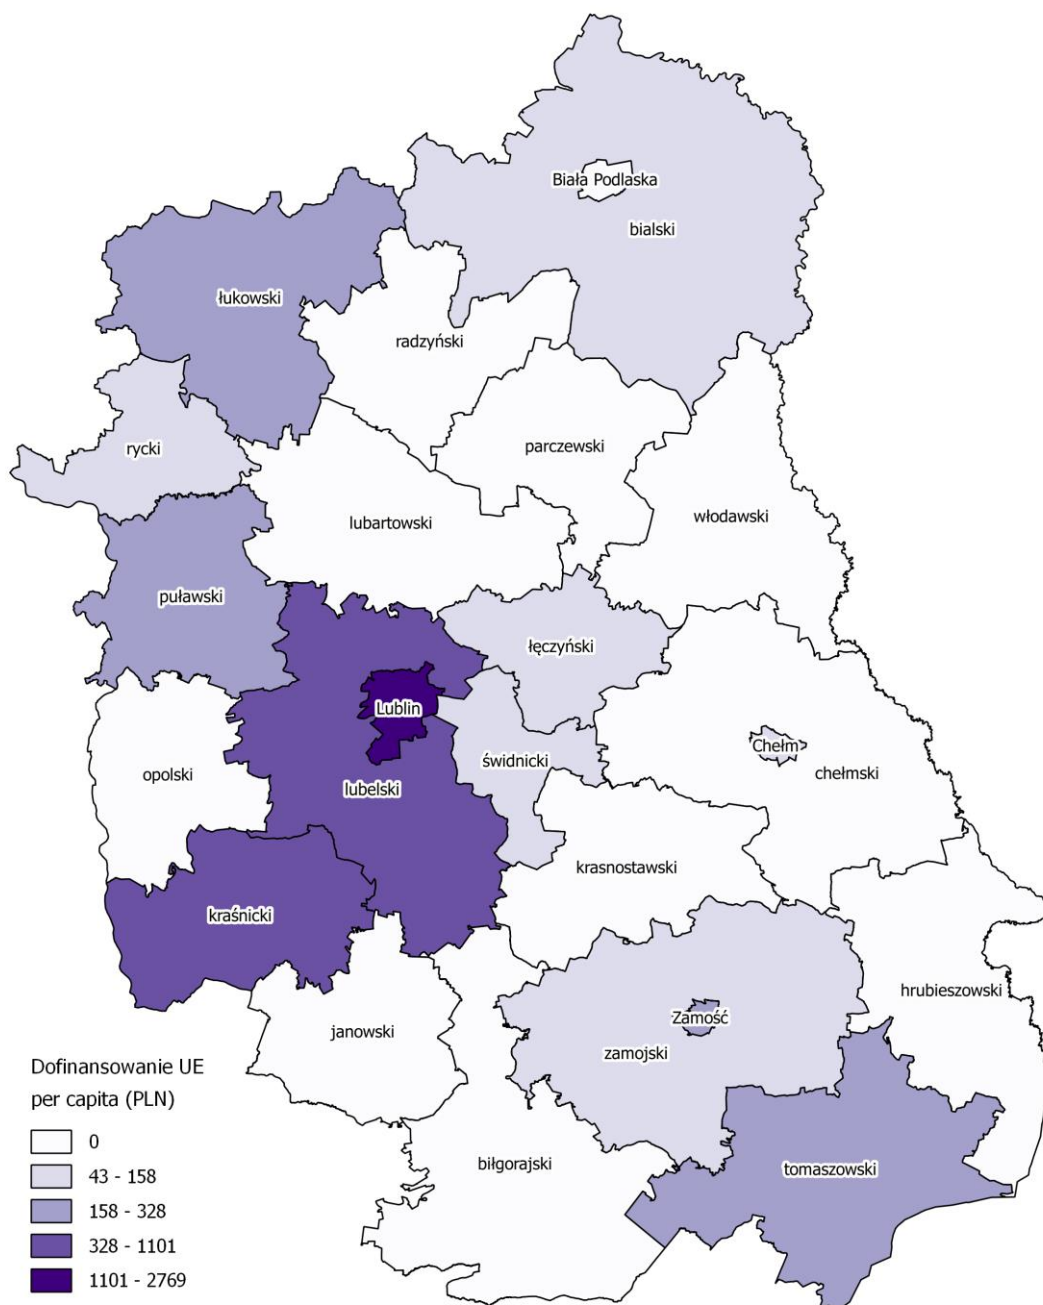 Biała Podlaska
bialski
łukowski
radzyński
rycki
parczewski
lubartowski
włodawski
puławski
łęczyński
Lublin
Chełm
opolski
lubelski
świdnicki
chełmski
krasnostawski
kraśnicki
hrubieszowski
janowski
Zamość
zamojski
biłgorajski
tomaszowski
Dofinansowanie UE
per capita (PLN)
0
43 - 158
158 - 328
328 - 1101
1101 - 2769